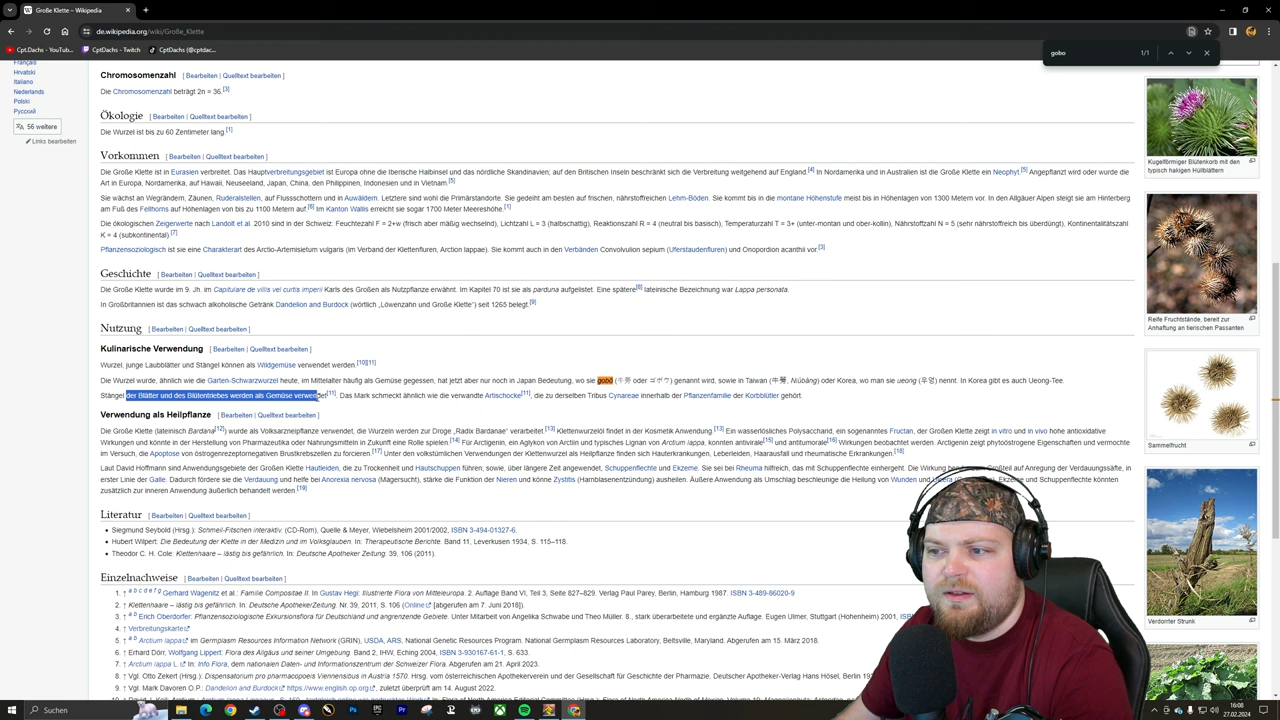 Große Klette – Wikipedia
de.wikipedia.org/wiki/Große_Klette
Cpt.Dachs - YouTub...
CptDachs - Twitch
CptDachs (@cptdac...
gobo
1/1
Français
Hrvatski
Italiano
Nederlands
Polski
Русский
56 weitere
Links bearbeiten
Chromosomenzahl [ Bearbeiten | Quelltext bearbeiten ]
Die Chromosomenzahl beträgt 2n = 36.[3]
Ökologie [ Bearbeiten | Quelltext bearbeiten ]
Die Wurzel ist bis zu 60 Zentimeter lang.[1]
Vorkommen [ Bearbeiten | Quelltext bearbeiten ]
Die Große Klette ist in Eurasien verbreitet. Das Hauptverbreitungsgebiet ist Europa ohne die Iberische Halbinsel und das nördliche Skandinavien; auf den Britischen Inseln beschränkt sich die Verbreitung weitgehend auf England.[4] In Nordamerika und in Australien ist die Große Klette ein Neophyt.[5] Angepflanzt wird oder wurde die
Art in Europa, Nordamerika, auf Hawaii, Neuseeland, Japan, China, den Philippinen, Indonesien und in Vietnam.[5]
Sie wächst an Wegrändern, Zäunen, Ruderalstellen, auf Flussschottern und in Auwäldern. Letztere sind wohl die Primärstandorte. Sie gedeiht am besten auf frischen, nährstoffreichen Lehm-Böden. Sie kommt bis in die montane Höhenstufe meist bis in Höhenlagen von 1300 Metern vor. In den Allgäuer Alpen steigt sie am Hinterberg
am Fuß des Fellhorns auf Höhenlagen von bis zu 1100 Metern auf.[6] Im Kanton Wallis erreicht sie sogar 1700 Meter Meereshöhe.[1]
Die ökologischen Zeigerwerte nach Landolt et al. 2010 sind in der Schweiz: Feuchtezahl F = 2+w (frisch aber mäßig wechselnd), Lichtzahl L = 3 (halbschattig), Reaktionszahl R = 4 (neutral bis basisch), Temperaturzahl T = 3+ (unter-montan und ober-kollin), Nährstoffzahl N = 5 (sehr nährstoffreich bis überdüngt), Kontinentalitätszahl
K = 4 (subkontinental).[7]
Pflanzensoziologisch ist sie eine Charakterart des Arctio-Artemisietum vulgaris (im Verband der Klettenfluren, Arction lappae). Sie kommt auch in den Verbänden Convolvulion sepium (Uferstaudenfluren) und Onopordion acanthii vor.[3]
Geschichte [ Bearbeiten | Quelltext bearbeiten ]
Die Große Klette wurde im 9. Jh. im Capitulare de villis vel curtis imperii Karls des Großen als Nutzpflanze erwähnt. Im Kapitel 70 ist sie als parduna aufgelistet. Eine spätere[8] lateinische Bezeichnung war Lappa personata.
In Großbritannien ist das schwach alkoholische Getränk Dandelion and Burdock (wörtlich „Löwenzahn und Große Klette“) seit 1265 belegt.[9]
Nutzung [ Bearbeiten | Quelltext bearbeiten ]
Kulinarische Verwendung [ Bearbeiten | Quelltext bearbeiten ]
Wurzel, junge Laubblätter und Stängel können als Wildgemüse verwendet werden.[10][11]
Die Wurzel wurde, ähnlich wie die Garten-Schwarzwurzel heute, im Mittelalter häufig als Gemüse gegessen, hat jetzt aber nur noch in Japan Bedeutung, wo sie gobō (牛蒡 oder ゴボウ) genannt wird, sowie in Taiwan (牛蒡, Niúbàng) oder Korea, wo man sie ueong (우엉) nennt. In Korea gibt es auch Ueong-Tee.
Stängel der Blätter und des Blütentriebes werden als Gemüse verwendet[11]. Das Mark schmeckt ähnlich wie die verwandte Artischocke[11], die zu derselben Tribus Cynareae innerhalb der Pflanzenfamilie der Korbblütler gehört.
Verwendung als Heilpflanze [ Bearbeiten | Quelltext bearbeiten ]
Die Große Klette (lateinisch Bardana[12]) wurde als Volksarzneipflanze verwendet, die Wurzeln werden zur Droge „Radix Bardanae“ verarbeitet.[13] Klettenwurzelöl findet in der Kosmetik Anwendung.[13] Ein wasserlösliches Polysaccharid, ein sogenanntes Fructan, der Großen Klette zeigt in vitro und in vivo hohe antioxidative
Wirkungen und könnte in der Herstellung von Pharmazeutika oder Nahrungsmitteln in Zukunft eine Rolle spielen.[14] Für Arctigenin, ein Aglykon von Arctiin und typisches Lignan von Arctium lappa, konnten antivirale[15] und antitumorale[16] Wirkungen beobachtet werden. Arctigenin zeigt phytoöstrogene Eigenschaften und vermochte
im Versuch, die Apoptose von östrogenrezeptornegativen Brustkrebszellen zu forcieren.[17] Unter den volkstümlichen Verwendungen der Klettenwurzel als Heilpflanze finden sich Hauterkrankungen, Leberleiden, Haarausfall und rheumatische Erkrankungen.[18]
Laut David Hoffmann sind Anwendungsgebiete der Großen Klette Hautleiden, die zu Trockenheit und Hautschuppen führen; sowie, über längere Zeit angewendet, Schuppenflechte und Ekzeme. Sie sei bei Rheuma hilfreich, das mit Schuppenflechte einhergeht. Die Wirkung
Großteil auf Anregung der Verdauungssäfte, in
erster Linie der Galle. Dadurch fördere sie die Verdauung und helfe bei Anorexia nervosa (Magersucht), stärke die Funktion der Nieren und könne Zystitis (Harnblasenentzündung) ausheilen. Äußere Anwendung als Umschlag beschleunige die Heilung von Wunden und
Ekzeme und Schuppenflechte könnten
zusätzlich zur inneren Anwendung äußerlich behandelt werden.[19]
Literatur [ Bearbeiten | Quelltext bearbeiten ]
Siegmund Seybold (Hrsg.): Schmeil-Fitschen interaktiv. (CD-Rom), Quelle & Meyer, Wiebelsheim 2001/2002, ISBN 3-494-01327-6.
Hubert Wilpert: Die Bedeutung der Klette in der Medizin und im Volksglauben. In: Therapeutische Berichte. Band 11, Leverkusen 1934, S. 115–118.
Theodor C. H. Cole: Klettenhaare – lästig bis gefährlich. In: Deutsche Apotheker Zeitung. 39, 106 (2011).
Einzelnachweise [ Bearbeiten | Quelltext bearbeiten ]
1. ↑ a b c d e f g Gerhard Wagenitz et al.: Familie Compositae II. In Gustav Hegi: Illustrierte Flora von Mitteleuropa. 2. Auflage Band VI, Teil 3, Seite 827–829. Verlag Paul Parey, Berlin, Hamburg 1987. ISBN 3-489-86020-9
2. ↑ Klettenhaare – lästig bis gefährlich. In: Deutsche ApothekerZeitung. Nr. 39, 2011, S. 106 (Online [abgerufen am 7. Juni 2018]).
3. ↑ a b Erich Oberdorfer: Pflanzensoziologische Exkursionsflora für Deutschland und angrenzende Gebiete. Unter Mitarbeit von Angelika Schwabe und Theo Müller. 8., stark überarbeitete und ergänzte Auflage. Eugen Ulmer, Stuttgart (Hohenheim) 2001,
4. ↑ Verbreitungskarte
5. ↑ a b Arctium lappa im Germplasm Resources Information Network (GRIN), USDA, ARS, National Genetic Resources Program. National Germplasm Resources Laboratory, Beltsville, Maryland. Abgerufen am 15. März 2018.
6. ↑ Erhard Dörr, Wolfgang Lippert: Flora des Allgäus und seiner Umgebung. Band 2, IHW, Eching 2004, ISBN 3-930167-61-1, S. 633.
7. ↑ Arctium lappa L. In: Info Flora, dem nationalen Daten- und Informationszentrum der Schweizer Flora. Abgerufen am 21. April 2023.
8. ↑ Vgl. Otto Zekert (Hrsg.): Dispensatorium pro pharmacopoeis Viennensibus in Austria 1570. Hrsg. vom österreichischen Apothekerverein und der Gesellschaft für Geschichte der Pharmazie. Deutscher Apotheker-Verlag Hans Hösel, Berlin
9. ↑ Vgl. Mark Davoren O.P.: Dandelion and Burdock https://www.english.op.org, zuletzt überprüft am 14. August 2022.
Kugelförmiger Blütenkorb mit den
typisch hakigen Hüllblättern
Reife Fruchtstände, bereit zur
Anhaftung an tierischen Passanten
Sammelfrucht
Verdorrter Strunk
Suchen
16:08
27.02.2024